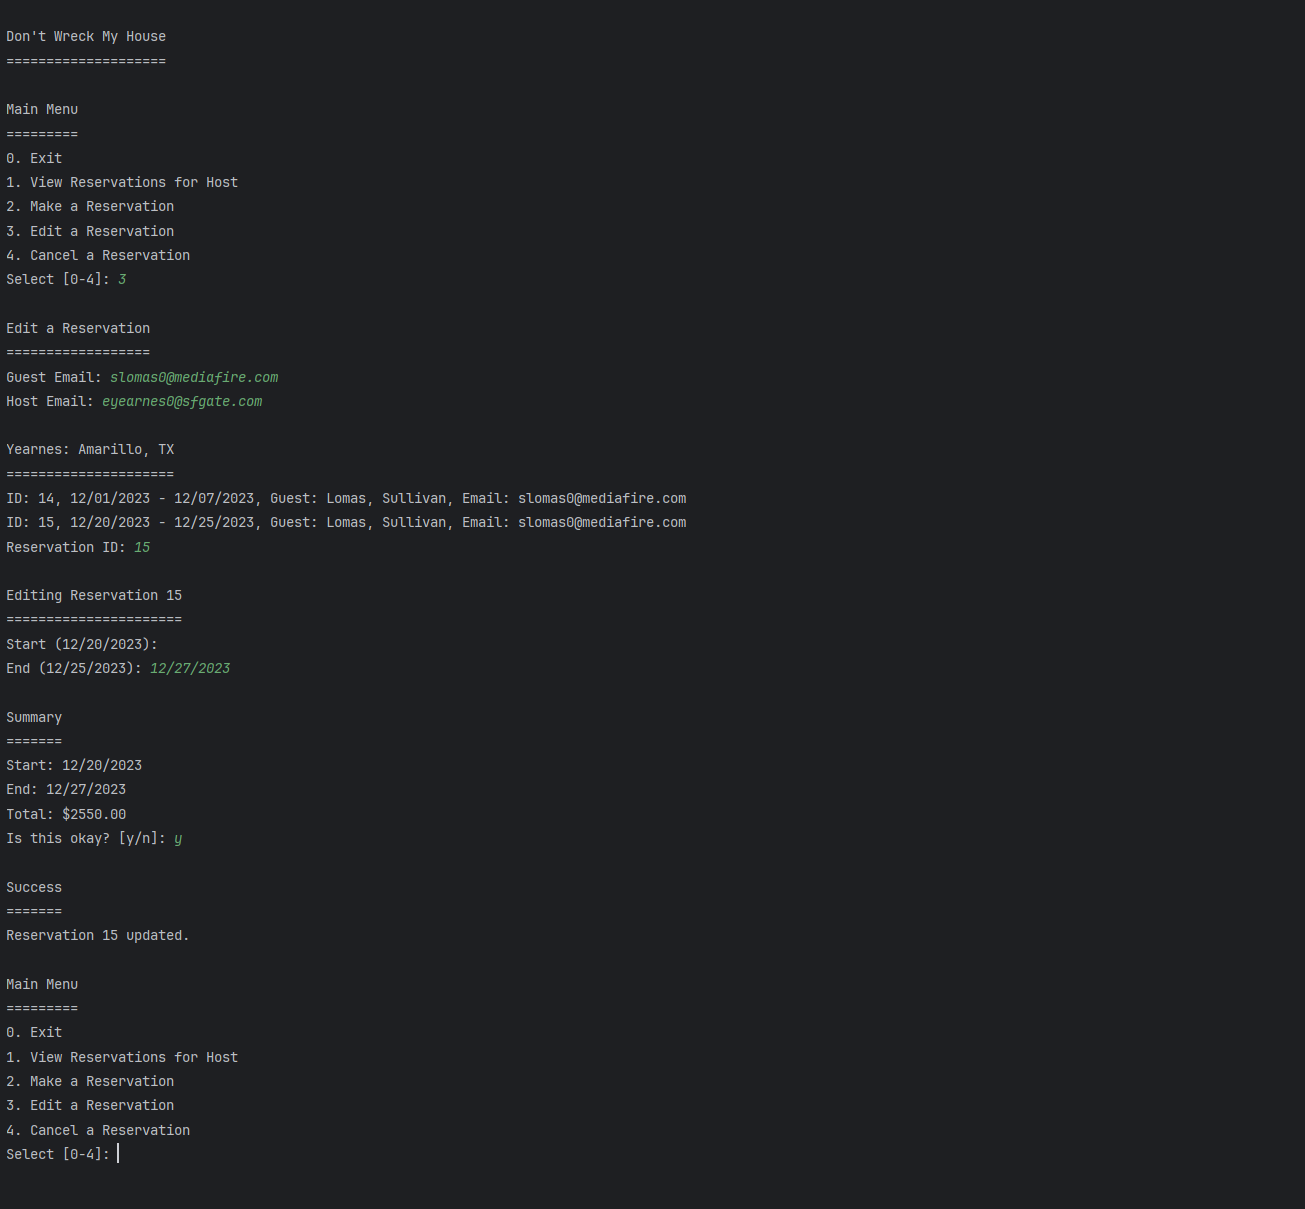 Don't Wreck My House
====================
Main Menu
=========
0. Exit
1. View Reservations for Host
2. Make a Reservation
3. Edit a Reservation
4. Cancel a Reservation
Select [0-4]: 3
Edit a Reservation
==================
Guest Email: slomas0@mediafire.com
Host Email: eyearnes0@sfgate.com
Yearnes: Amarillo, TX
=====================
ID: 14, 12/01/2023 - 12/07/2023, Guest: Lomas, Sullivan, Email: slomas0@mediafire.com
ID: 15, 12/20/2023 - 12/25/2023, Guest: Lomas, Sullivan, Email: slomas0@mediafire.com
Reservation ID: 15
Editing Reservation 15
======================
Start (12/20/2023):
End (12/25/2023): 12/27/2023
Summary
=======
Start: 12/20/2023
End: 12/27/2023
Total: $2550.00
Is this okay? [y/n]: y
Success
=======
Reservation 15 updated.
Main Menu
=========
0. Exit
1. View Reservations for Host
2. Make a Reservation
3. Edit a Reservation
4. Cancel a Reservation
Select [0-4]: